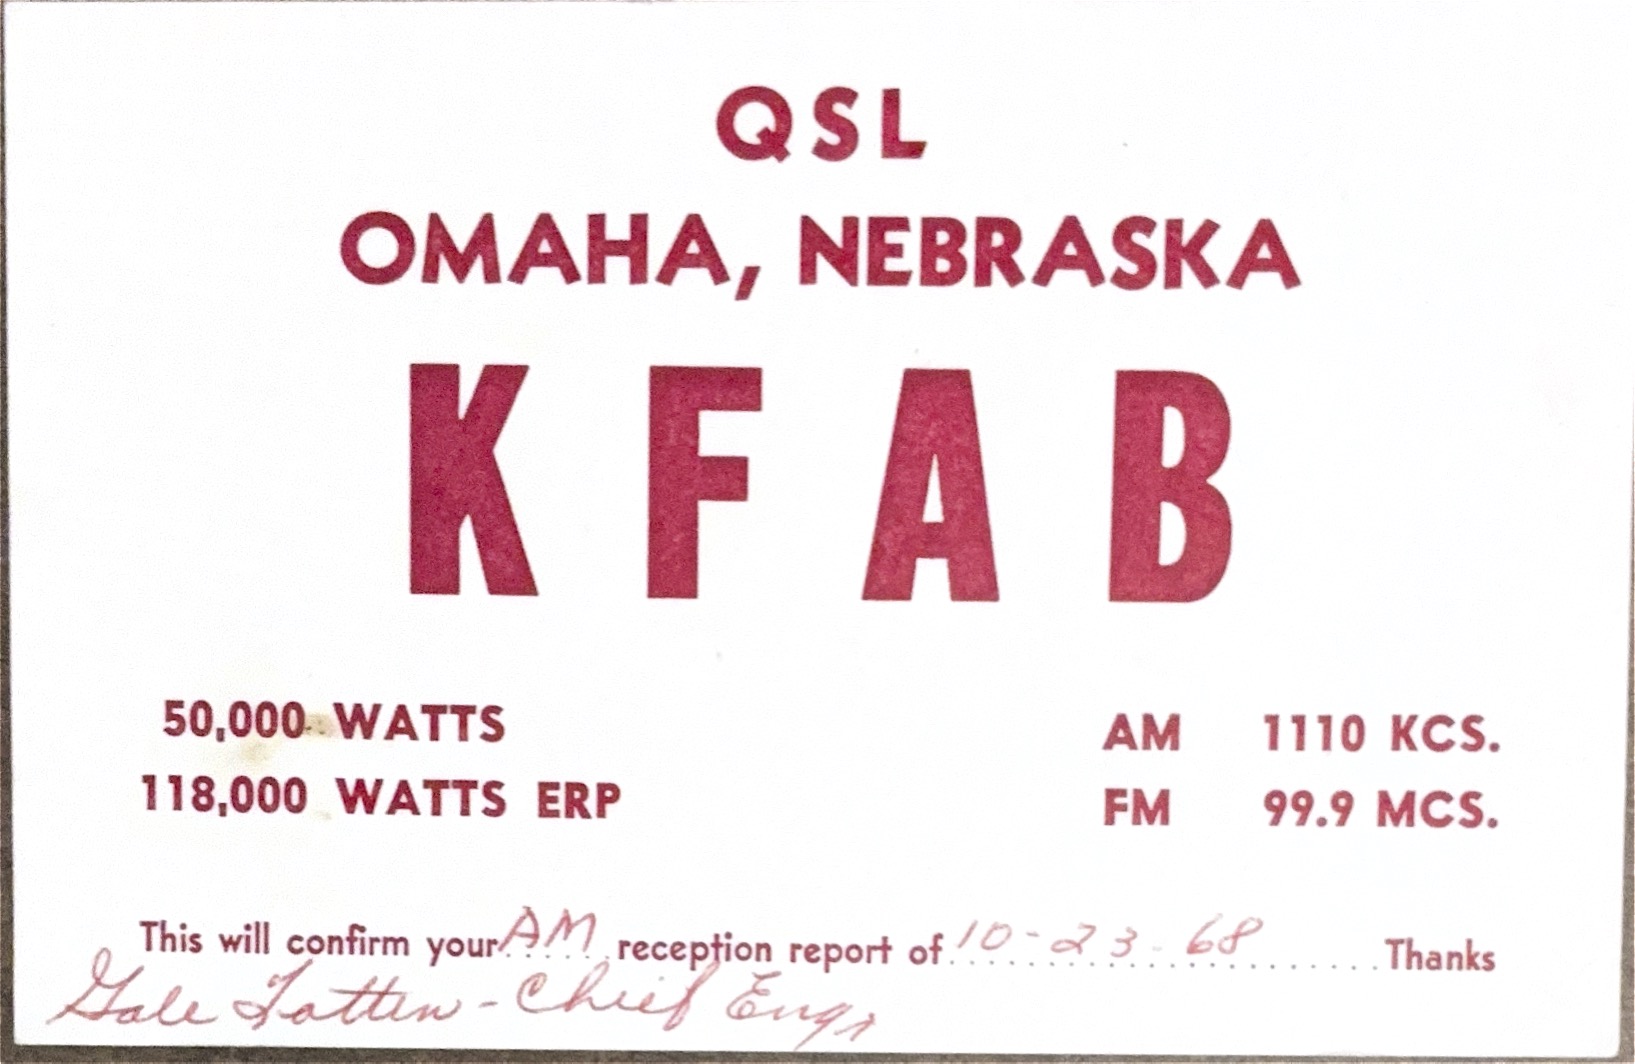 QSL
OMAHA, NEBRASKA
KFAB
50,000 WATTS AM 1110 KCS.
118,000 WATTS ERP FM 99.9 MCS.
This will confirm your AM reception report of 10-23-68 Thanks
Gale Totten - Chief Engr